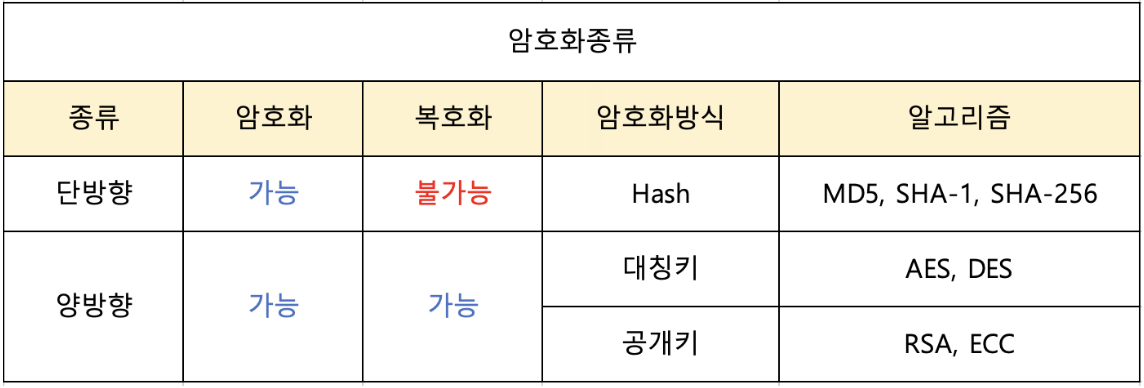 암호화종류
종류 암호화 복호화 암호화방식 알고리즘
단방향 가능 불가능 Hash MD5, SHA-1, SHA-256
양방향 가능 가능 대칭키 AES, DES
공개키 RSA, ECC